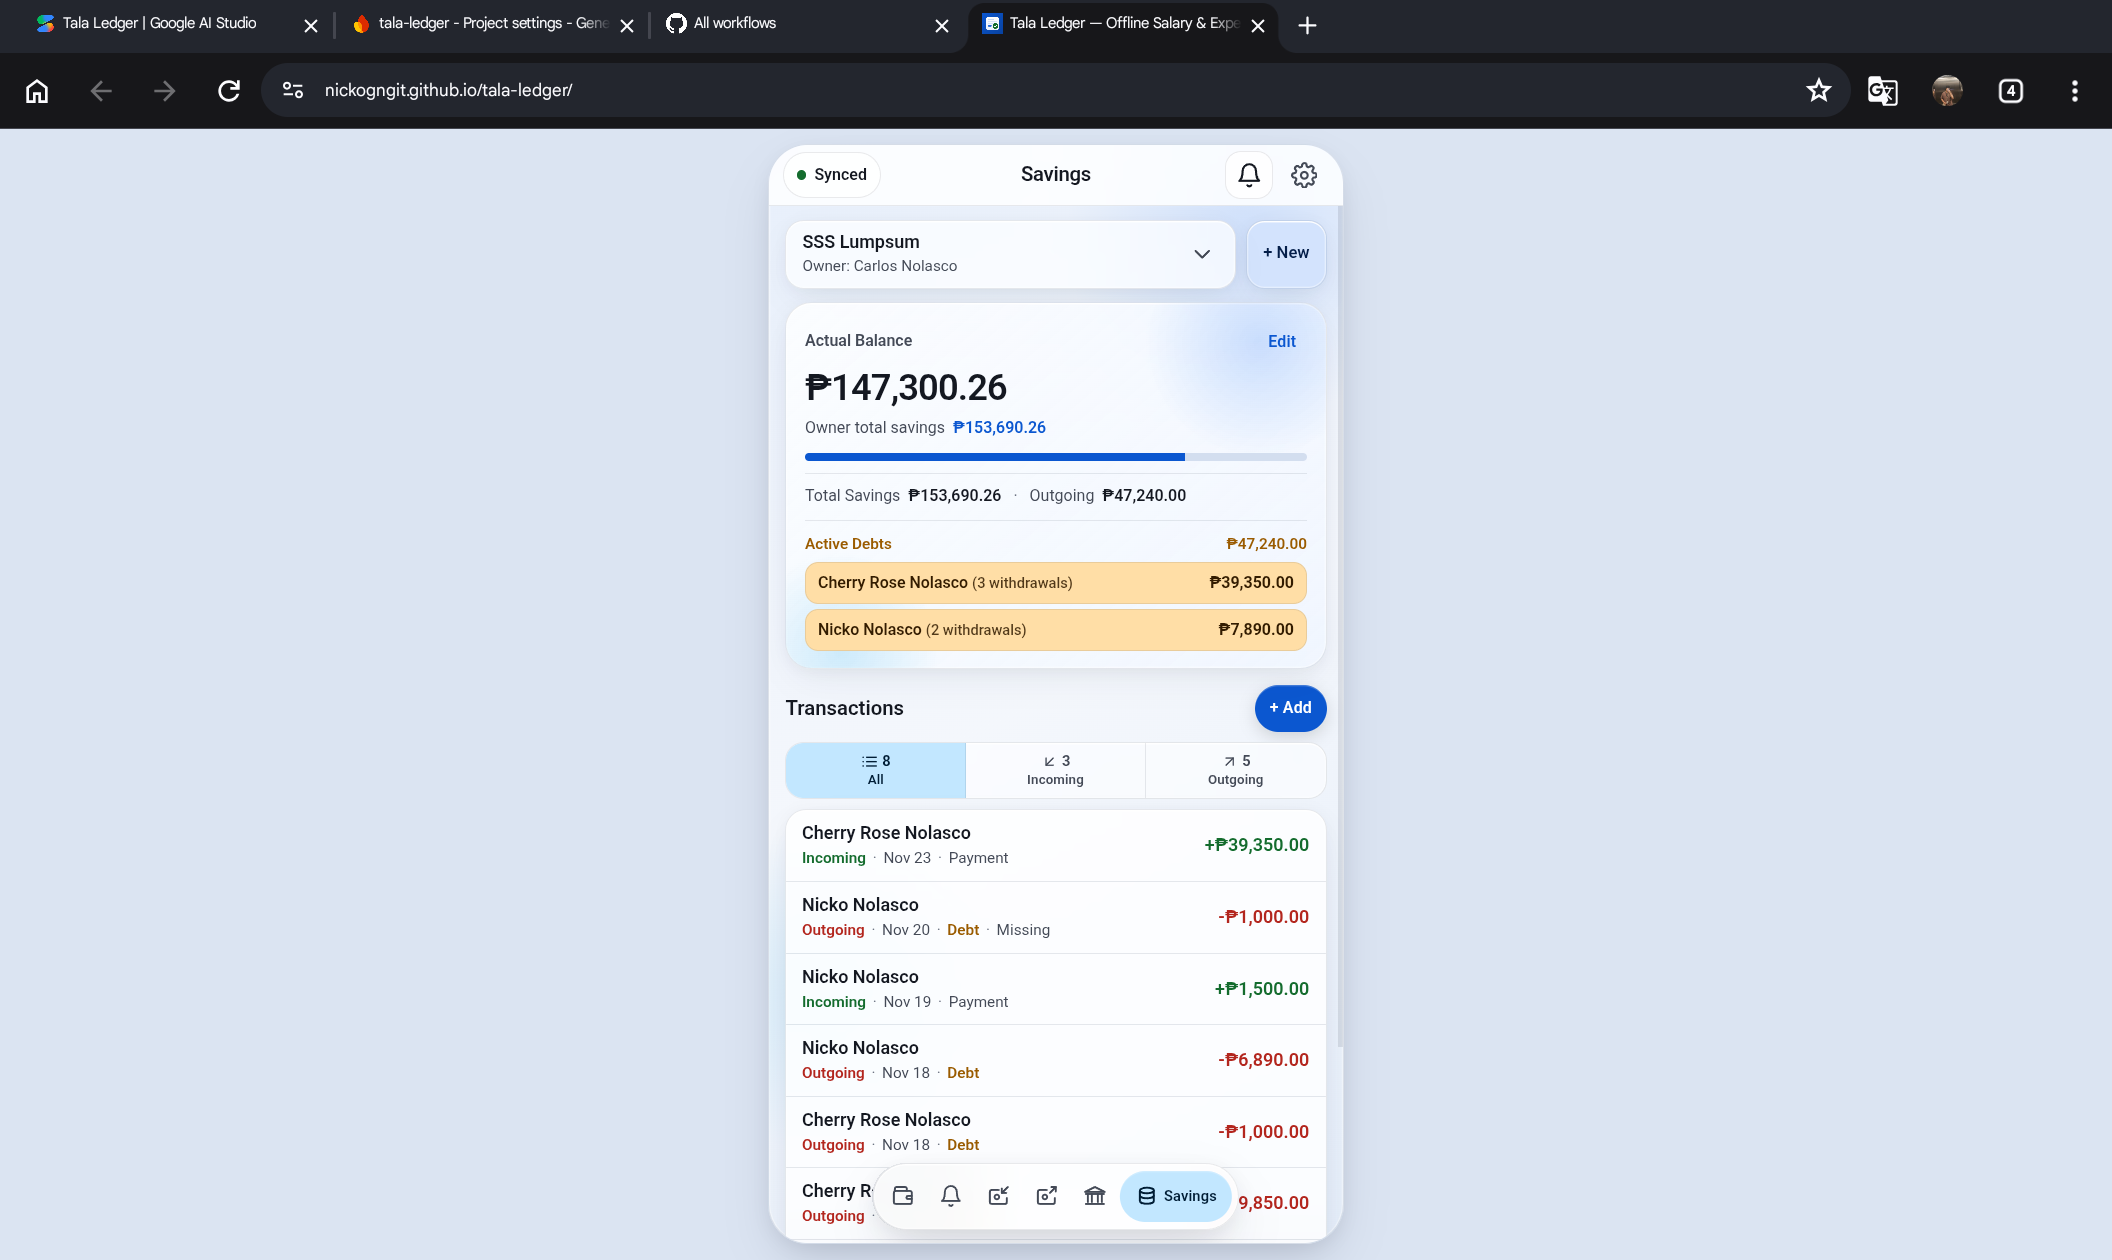 Tala Ledger | Google AI Studio
tala-ledger - Project settings - Gene
All workflows
Tala Ledger — Offline Salary & Expe
nickogngit.github.io/tala-ledger/
4
Synced
Savings
SSS Lumpsum
Owner: Carlos Nolasco
+ New
Actual Balance
Edit
₱147,300.26
Owner total savings ₱153,690.26
Total Savings ₱153,690.26 · Outgoing ₱47,240.00
Active Debts ₱47,240.00
Cherry Rose Nolasco (3 withdrawals) ₱39,350.00
Nicko Nolasco (2 withdrawals) ₱7,890.00
Transactions
+ Add
8
All
3
Incoming
5
Outgoing
Cherry Rose Nolasco
Incoming · Nov 23 · Payment
+₱39,350.00
Nicko Nolasco
Outgoing · Nov 20 · Debt · Missing
-₱1,000.00
Nicko Nolasco
Incoming · Nov 19 · Payment
+₱1,500.00
Nicko Nolasco
Outgoing · Nov 18 · Debt
-₱6,890.00
Cherry Rose Nolasco
Outgoing · Nov 18 · Debt
-₱1,000.00
Cherry R
Outgoing ·
9,850.00
Savings